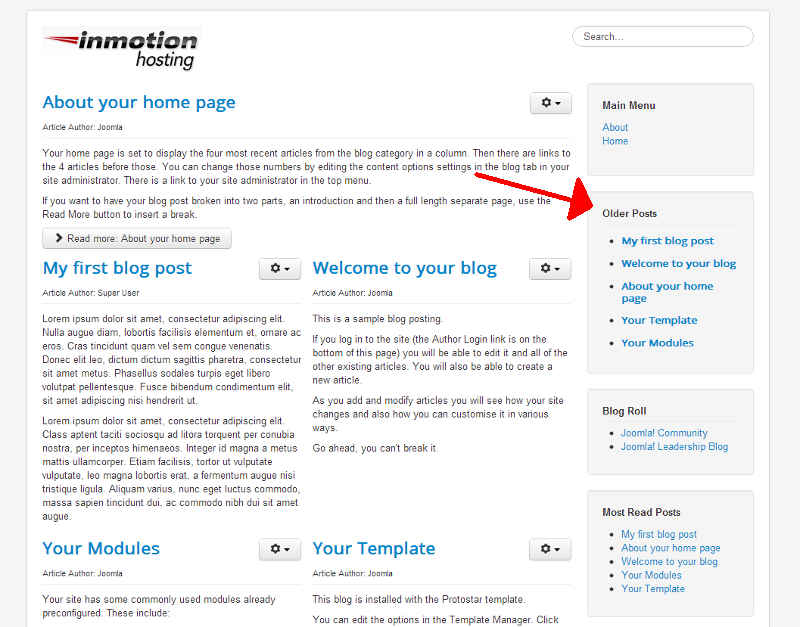 inmotion
hosting
Search...
About your home page
Article Author: Joomla
Your home page is set to display the four most recent articles from the blog category in a column. Then there are links to
the 4 articles before those. You can change those numbers by editing the content options settings in the blog tab in your
site administrator. There is a link to your site administrator in the top menu.
If you want to have your blog post broken into two parts, an introduction and then a full length separate page, use the
Read More button to insert a break.
Read more: About your home page
My first blog post
Article Author: Super User
Lorem ipsum dolor sit amet, consectetur adipiscing elit.
Nulla augue diam, lobortis facilisis elementum et, ornare ac
eros. Cras tincidunt quam vel sem congue venenatis.
Donec elit leo, dictum dictum sagittis pharetra, consectetur
sit amet metus. Phasellus sodales turpis eget libero
volutpat pellentesque. Fusce bibendum condimentum elit,
sit amet adipiscing nisi hendrerit ut.
Lorem ipsum dolor sit amet, consectetur adipiscing elit.
Class aptent taciti sociosqu ad litora torquent per conubia
nostra, per inceptos himenaeos. Integer id magna a metus
mattis ullamcorper. Etiam facilisis, tortor ut vulputate
vulputate, leo magna lobortis erat, a fermentum augue nisi
tristique ligula. Aliquam varius, nunc eget luctus commodo,
massa sapien tincidunt dui, ac commodo nibh dui sit amet
augue.
Welcome to your blog
Article Author: Joomla
This is a sample blog posting.
If you log in to the site (the Author Login link is on the
bottom of this page) you will be able to edit it and all of the
other existing articles. You will also be able to create a
new article.
As you add and modify articles you will see how your site
changes and also how you can customise it in various
ways.
Go ahead, you can't break it.
Your Modules
Article Author: Joomla
Your site has some commonly used modules already
preconfigured. These include:
Your Template
Article Author: Joomla
This blog is installed with the Protostar template.
You can edit the options in the Template Manager. Click
Main Menu
About
Home
Older Posts
My first blog post
Welcome to your blog
About your home
page
Your Template
Your Modules
Blog Roll
Joomla! Community
Joomla! Leadership Blog
Most Read Posts
My first blog post
About your home page
Welcome to your blog
Your Modules
Your Template